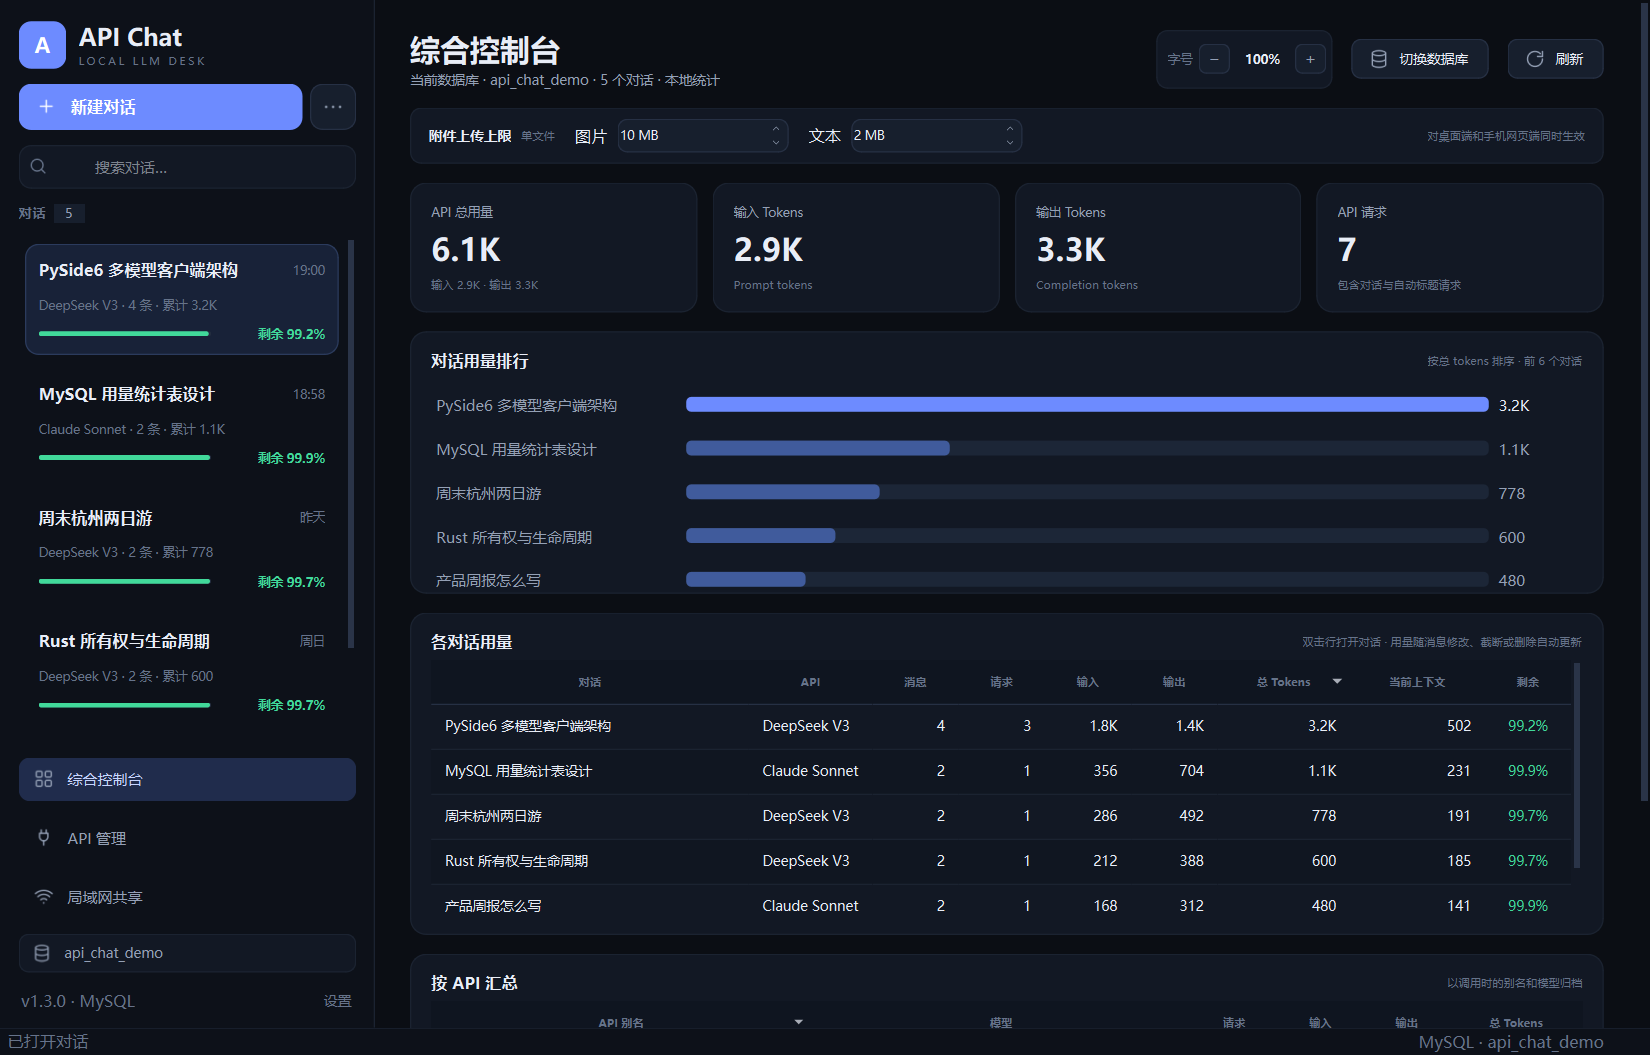 A
API Chat
LOCAL LLM DESK
+ 新建对话 ···
搜索对话...
对话 5
PySide6 多模型客户端架构 19:00
DeepSeek V3 · 4 条 · 累计 3.2K
剩余 99.2%
MySQL 用量统计表设计 18:58
Claude Sonnet · 2 条 · 累计 1.1K
剩余 99.9%
周末杭州两日游 昨天
DeepSeek V3 · 2 条 · 累计 778
剩余 99.7%
Rust 所有权与生命周期 周日
DeepSeek V3 · 2 条 · 累计 600
剩余 99.7%
综合控制台
API 管理
局域网共享
api_chat_demo
v1.3.0 · MySQL 设置
已打开对话
综合控制台
当前数据库 · api_chat_demo · 5 个对话 · 本地统计
字号 − 100% + 切换数据库 刷新
附件上传上限 单文件 图片 10 MB 文本 2 MB 对桌面端和手机网页端同时生效
API 总用量
6.1K
输入 2.9K · 输出 3.3K
输入 Tokens
2.9K
Prompt tokens
输出 Tokens
3.3K
Completion tokens
API 请求
7
包含对话与自动标题请求
对话用量排行 按总 tokens 排序 · 前 6 个对话
PySide6 多模型客户端架构 3.2K
MySQL 用量统计表设计 1.1K
周末杭州两日游 778
Rust 所有权与生命周期 600
产品周报怎么写 480
各对话用量 双击行打开对话 · 用量随消息修改、截断或删除自动更新
对话 API 消息 请求 输入 输出 总 Tokens 当前上下文 剩余
PySide6 多模型客户端架构 DeepSeek V3 4 3 1.8K 1.4K 3.2K 502 99.2%
MySQL 用量统计表设计 Claude Sonnet 2 1 356 704 1.1K 231 99.9%
周末杭州两日游 DeepSeek V3 2 1 286 492 778 191 99.7%
Rust 所有权与生命周期 DeepSeek V3 2 1 212 388 600 185 99.7%
产品周报怎么写 Claude Sonnet 2 1 168 312 480 141 99.9%
按 API 汇总 以调用时的别名和模型归档
API 别名 模型 请求 输入 输出 总 Tokens
MySQL · api_chat_demo